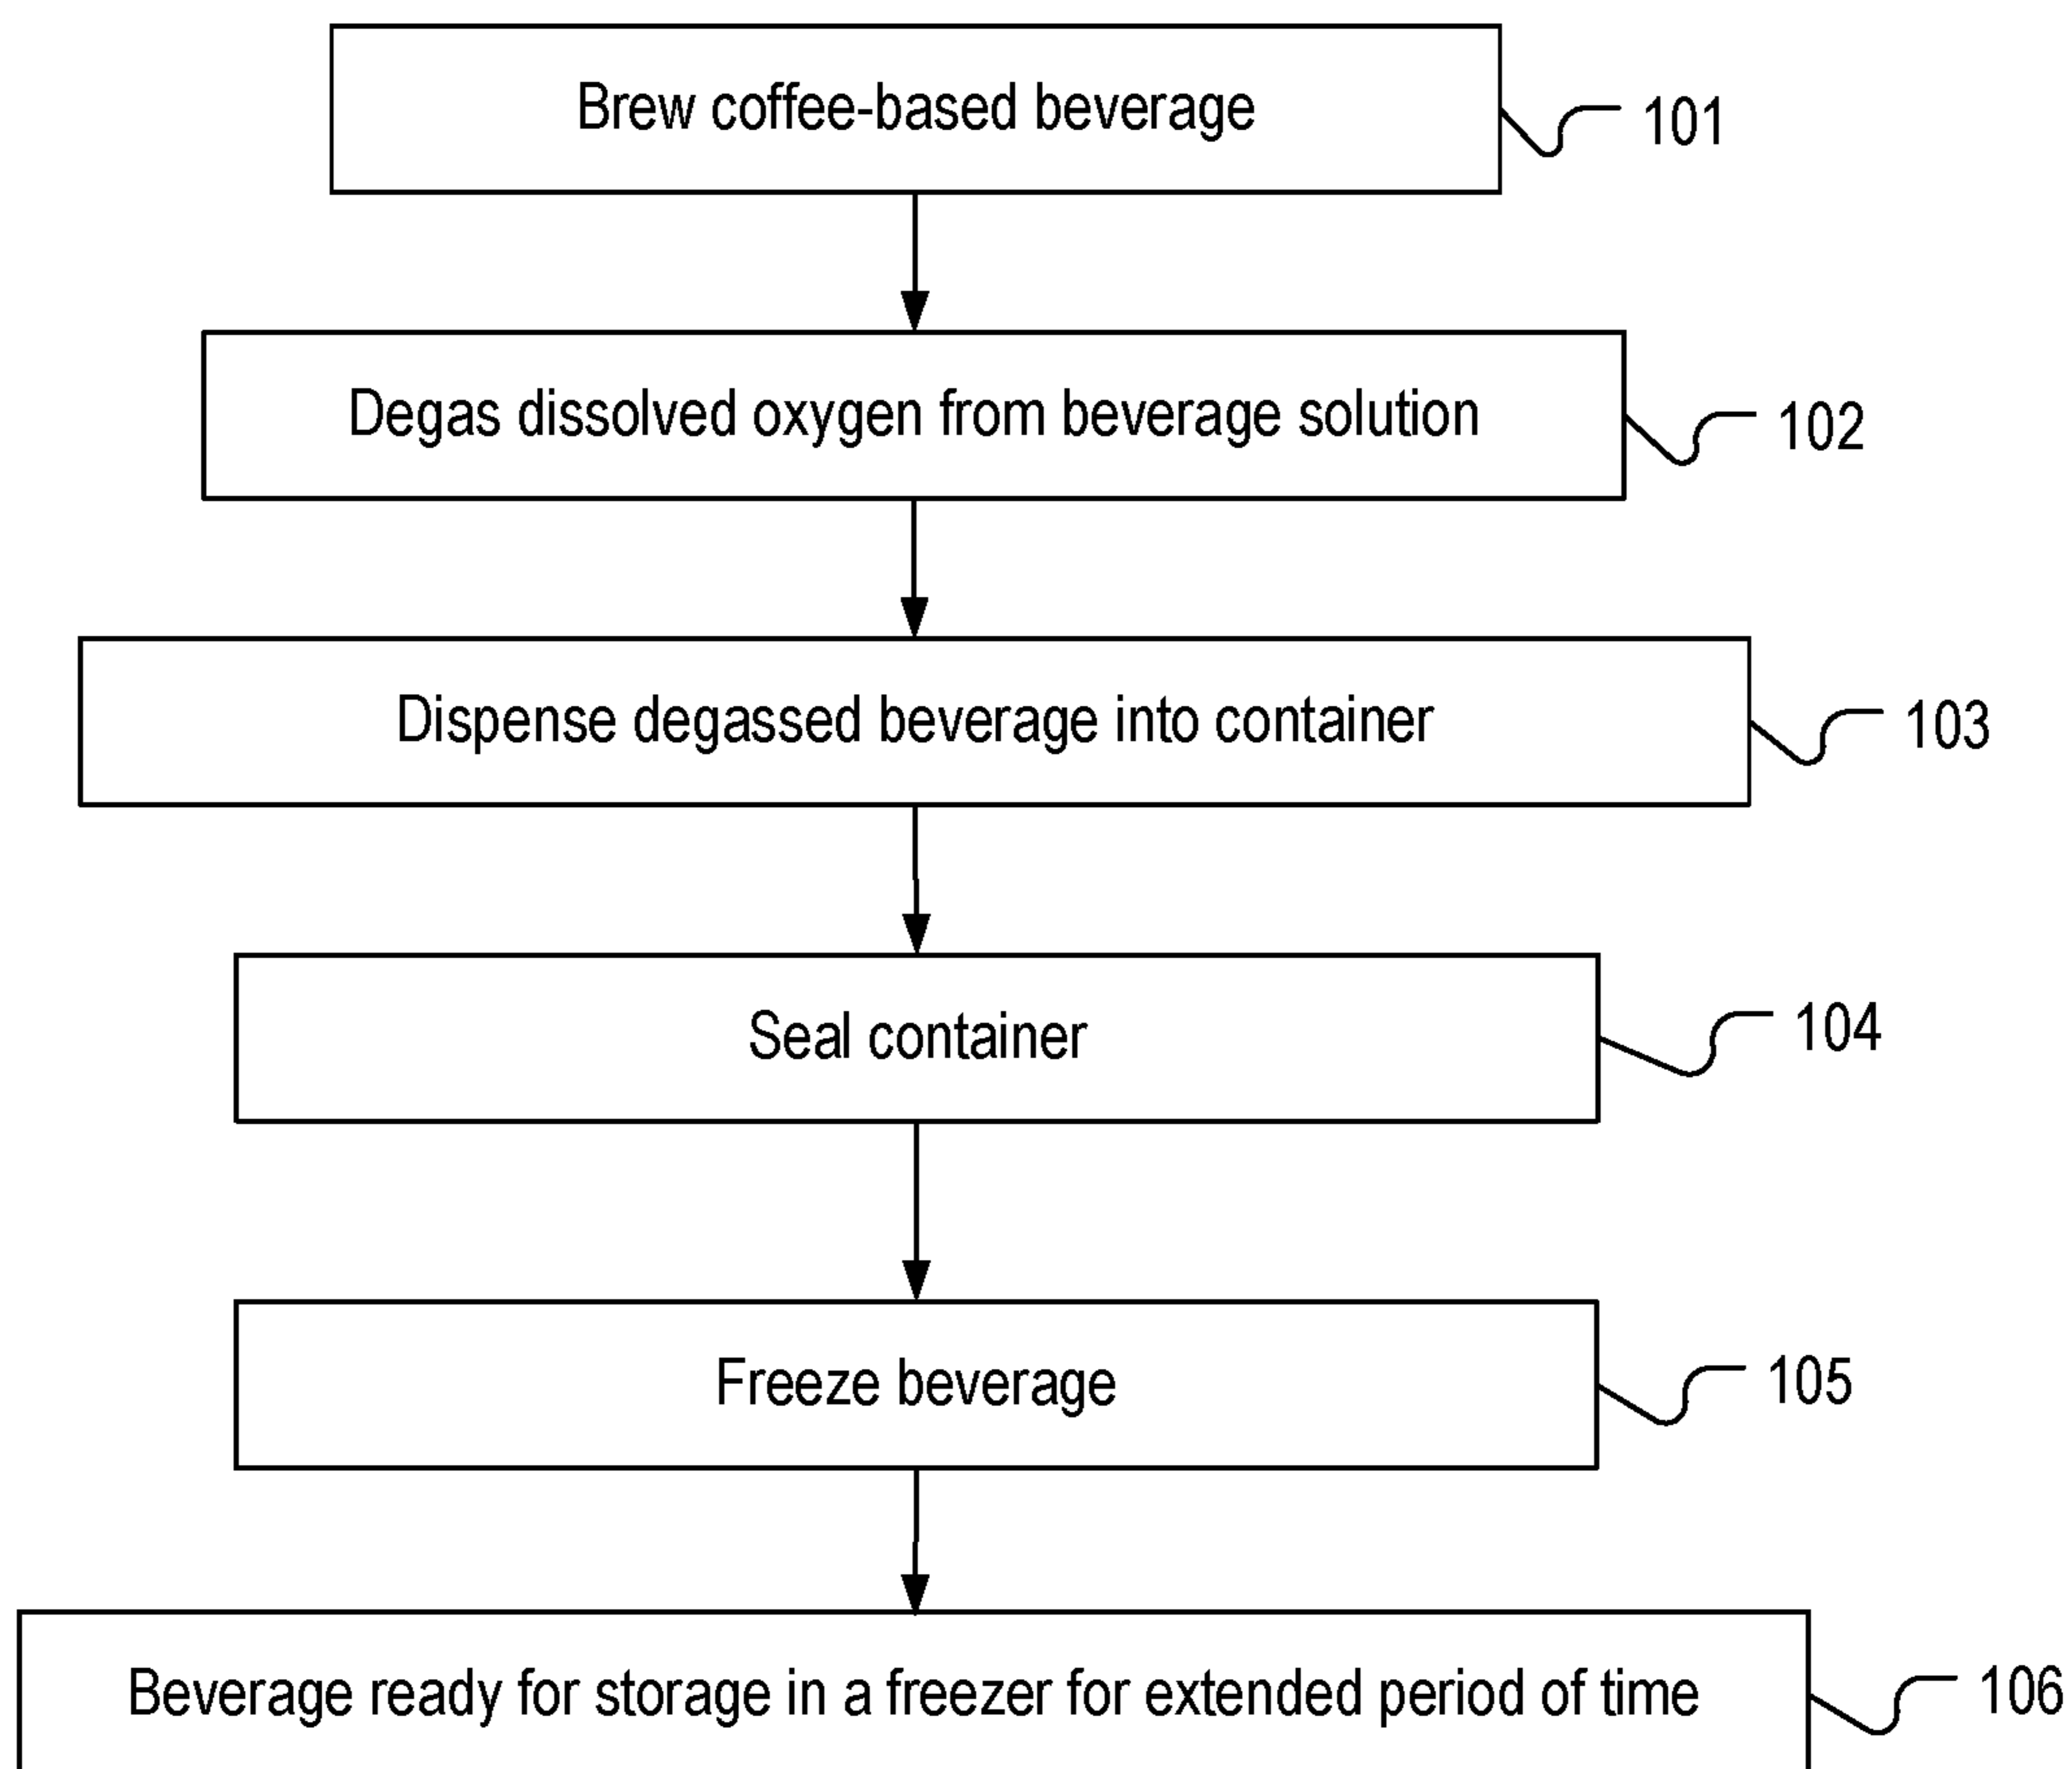 Brew coffee-based beverage
101
Degas dissolved oxygen from beverage solution
102
Dispense degassed beverage into container
103
Seal container
104
Freeze beverage
105
Beverage ready for storage in a freezer for extended period of time
106